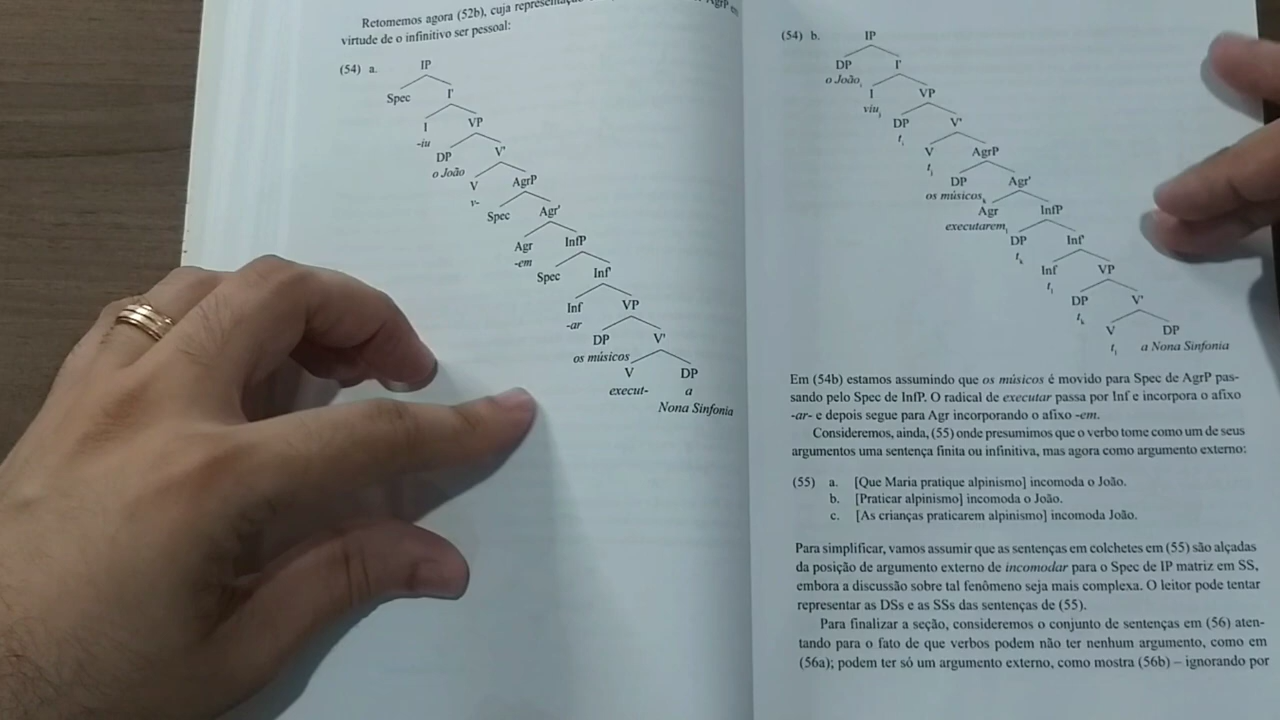 Retomemos agora (52b), cuja
virtude de o infinitivo ser pessoal:
(54) a.
IP
Spec I'
I VP
-iu
DP V'
o João
V AgrP
v-
Spec Agr'
Agr InfP
-em
Spec Inf'
Inf VP
-ar
DP V'
os músicos
V DP
execut- a
Nona Sinfonia
(54) b. IP
DP I'
o João_i
I VP
viu_j
DP V'
t_i
V AgrP
t_j
DP Agr'
os músicos_k
Agr InfP
executarem_l
DP Inf'
t_k
Inf VP
t_l
DP V'
t_k
V DP
t_l a Nona Sinfonia
Em (54b) estamos assumindo que os músicos é movido para Spec de AgrP pas-
sando pelo Spec de InfP. O radical de executar passa por Inf e incorpora o afixo
-ar- e depois segue para Agr incorporando o afixo -em.
Consideremos, ainda, (55) onde presumimos que o verbo tome como um de seus
argumentos uma sentença finita ou infinitiva, mas agora como argumento externo:
(55) a. [Que Maria pratique alpinismo] incomoda o João.
b. [Praticar alpinismo] incomoda o João.
c. [As crianças praticarem alpinismo] incomoda João.
Para simplificar, vamos assumir que as sentenças em colchetes em (55) são alçadas
da posição de argumento externo de incomodar para o Spec de IP matriz em SS,
embora a discussão sobre tal fenômeno seja mais complexa. O leitor pode tentar
representar as DSs e as SSs das sentenças de (55).
Para finalizar a seção, consideremos o conjunto de sentenças em (56) aten-
tando para o fato de que verbos podem não ter nenhum argumento, como em
(56a); podem ter só um argumento externo, como mostra (56b) – ignorando por